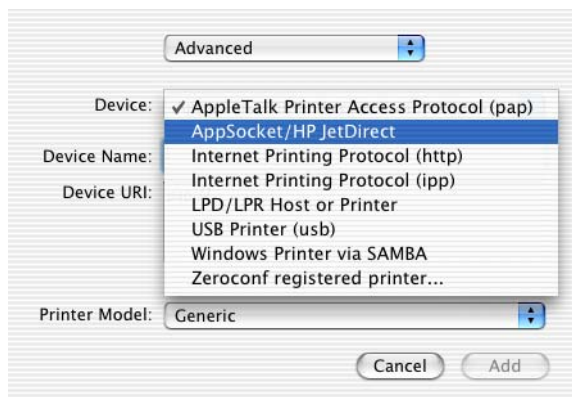 Advanced
Device:
✓ AppleTalk Printer Access Protocol (pap)
AppSocket/HP JetDirect
Device Name:
Internet Printing Protocol (http)
Internet Printing Protocol (ipp)
Device URI:
LPD/LPR Host or Printer
USB Printer (usb)
Windows Printer via SAMBA
Zeroconf registered printer...
Printer Model: Generic
Cancel Add